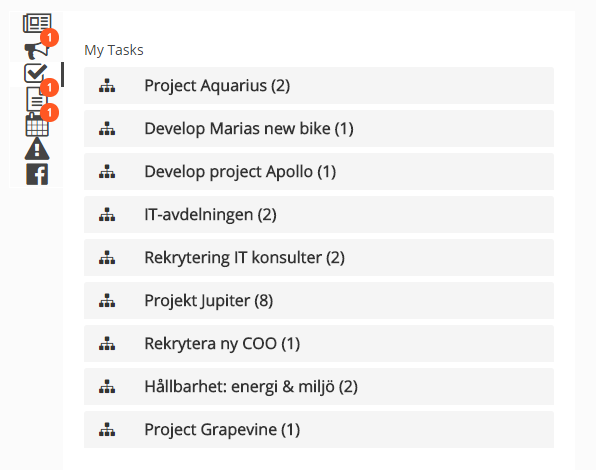 1
1
1
My Tasks
Project Aquarius (2)
Develop Marias new bike (1)
Develop project Apollo (1)
IT-avdelningen (2)
Rekrytering IT konsulter (2)
Projekt Jupiter (8)
Rekrytera ny COO (1)
Hållbarhet: energi & miljö (2)
Project Grapevine (1)